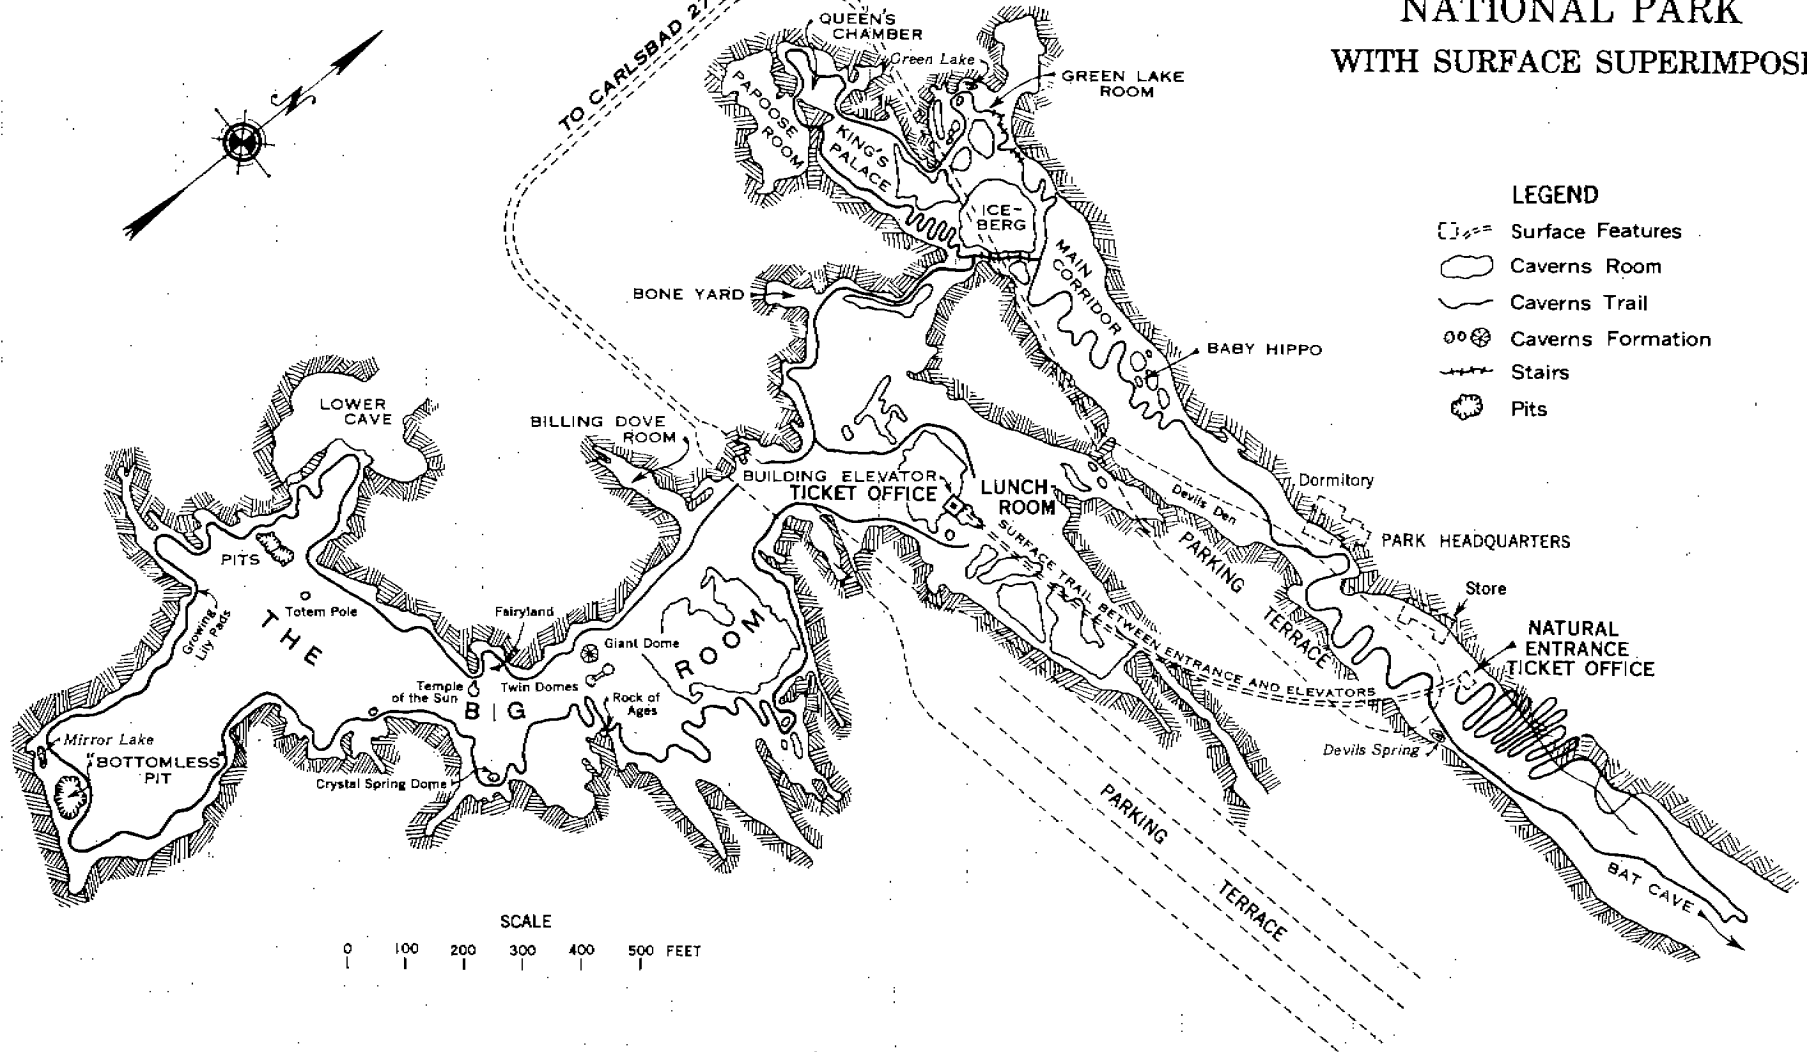 NATIONAL PARK
WITH SURFACE SUPERIMPOS
TO CARLSBAD 27
QUEEN'S
CHAMBER
Green Lake
GREEN LAKE
ROOM
PAPOOSE
ROOM
KING'S
PALACE
ICE-
BERG
MAIN
CORRIDOR
BONE YARD
BABY HIPPO
N
LEGEND
Surface Features
Caverns Room
Caverns Trail
Caverns Formation
Stairs
Pits
LOWER
CAVE
BILLING DOVE
ROOM
BUILDING ELEVATOR
TICKET OFFICE
LUNCH-
ROOM
Devils Den
Dormitory
PARK HEADQUARTERS
Store
NATURAL
ENTRANCE
TICKET OFFICE
SURFACE TRAIL BETWEEN ENTRANCE AND ELEVATORS
PARKING
TERRACE
Devils Spring
PITS
Totem Pole
Growing
Lily Pads
Fairyland
Giant Dome
THE
BIG
ROOM
Temple
of the Sun
Twin Domes
Rock of
Ages
Mirror Lake
"BOTTOMLESS"
PIT
Crystal Spring Dome
PARKING
TERRACE
BAT CAVE
SCALE
0 100 200 300 400 500 FEET